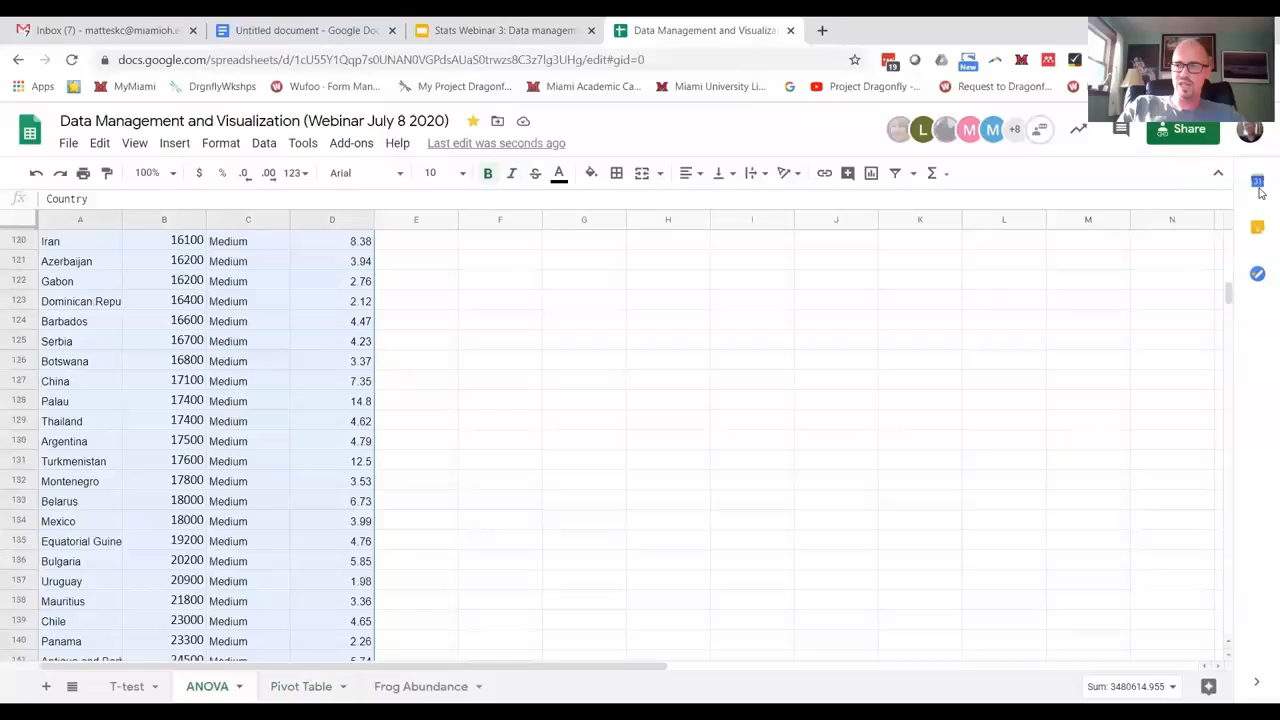 Inbox (7) - matteskc@miamioh.e
Untitled document - Google Doc
Stats Webinar 3: Data managem
Data Management and Visualiza
Apps
MyMiami
DrgnflyWkshps
Wufoo - Form Man...
My Project Dragonf...
Miami Academic Ca...
Miami University Li...
Project Dragonfly -...
Request to Dragonf...
Data Management and Visualization (Webinar July 8 2020)
+8
Share
File Edit View Insert Format Data Tools Add-ons Help Last edit was seconds ago
100% $ % .0 .00 123 Arial 10 B I S A
fx Country
A B C D E F G H I J K L M N
120 Iran 16100 Medium 8.38
121 Azerbaijan 16200 Medium 3.94
122 Gabon 16200 Medium 2.76
123 Dominican Repu 16400 Medium 2.12
124 Barbados 16600 Medium 4.47
125 Serbia 16700 Medium 4.23
126 Botswana 16800 Medium 3.37
127 China 17100 Medium 7.35
128 Palau 17400 Medium 14.8
129 Thailand 17400 Medium 4.62
130 Argentina 17500 Medium 4.79
131 Turkmenistan 17600 Medium 12.5
132 Montenegro 17800 Medium 3.53
133 Belarus 18000 Medium 6.73
134 Mexico 18000 Medium 3.99
135 Equatorial Guine 19200 Medium 4.76
136 Bulgaria 20200 Medium 5.85
137 Uruguay 20900 Medium 1.98
138 Mauritius 21800 Medium 3.36
139 Chile 23000 Medium 4.65
140 Panama 23300 Medium 2.26
T-test ANOVA Pivot Table Frog Abundance Sum: 3480614.955